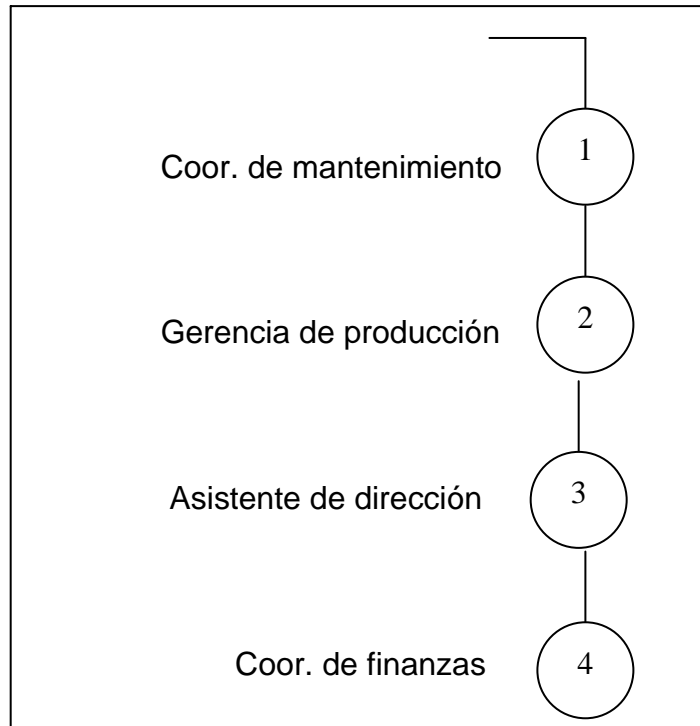 Coor. de mantenimiento 1
Gerencia de producción 2
Asistente de dirección 3
Coor. de finanzas 4